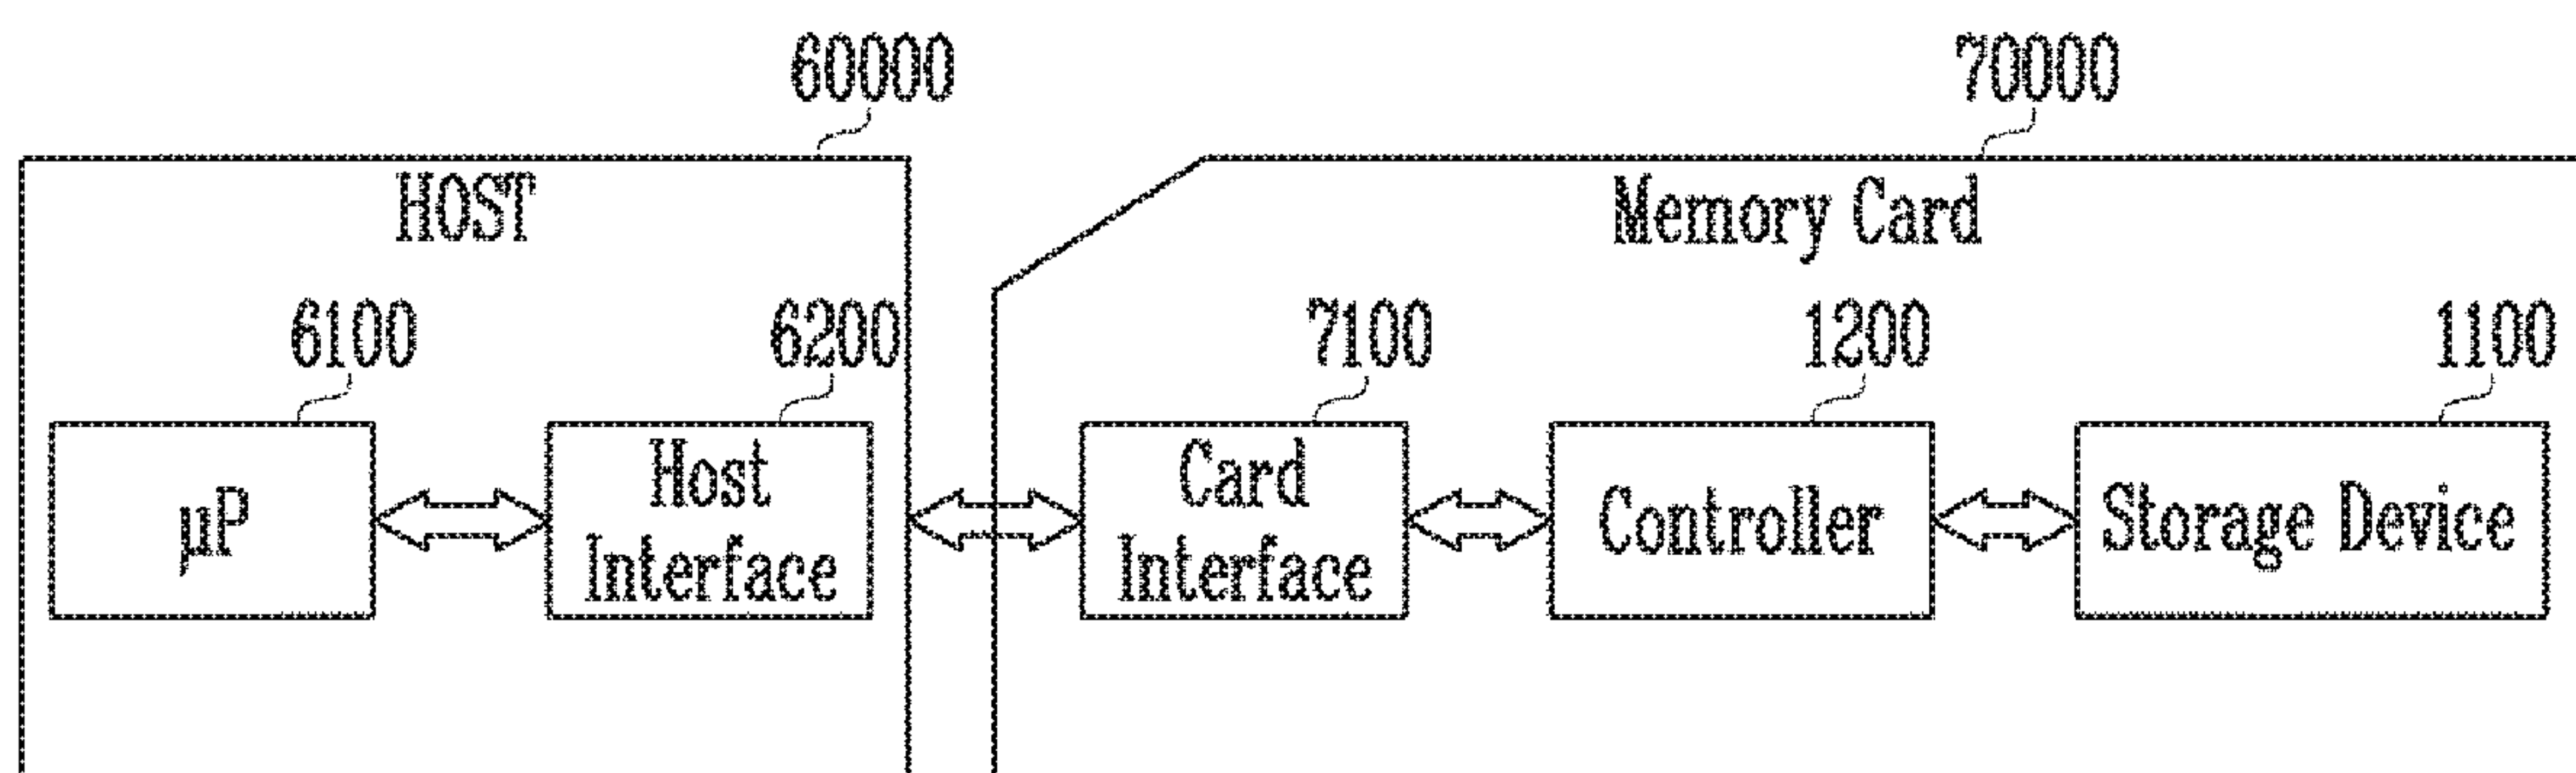 60000
70000
HOST
Memory Card
6100
6200
7100
1200
1100
μP
Host
Interface
Card
Interface
Controller
Storage Device